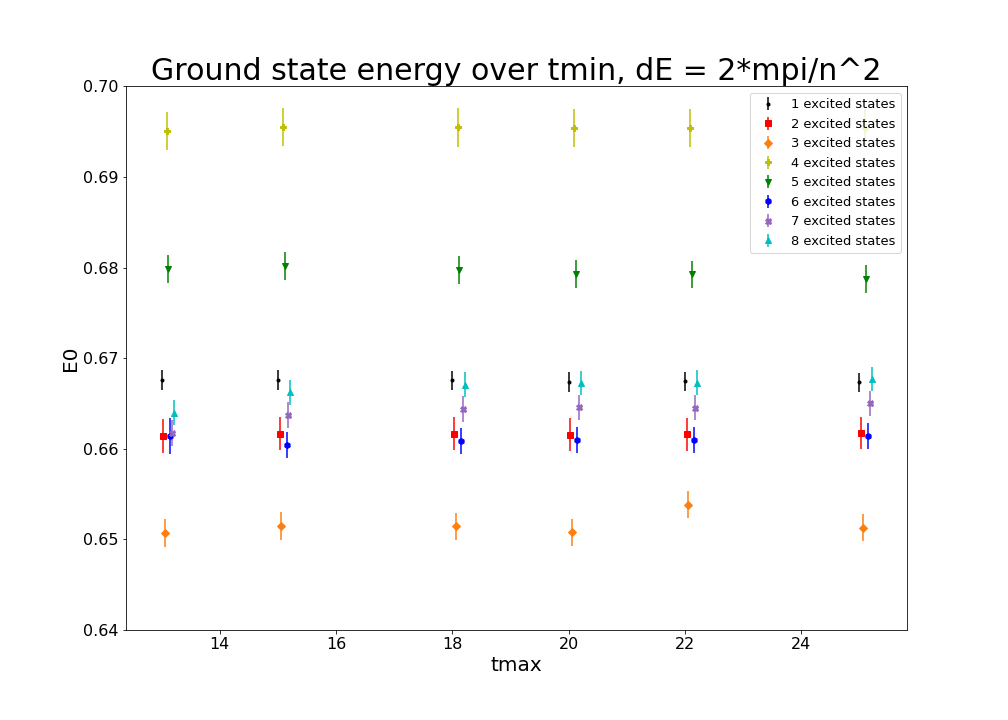 Ground state energy over tmin, dE = 2*mpi/n^2
0.70
0.69
0.68
0.67
0.66
0.65
0.64
E0
1 excited states
2 excited states
3 excited states
4 excited states
5 excited states
6 excited states
7 excited states
8 excited states
14
16
18
20
22
24
tmax